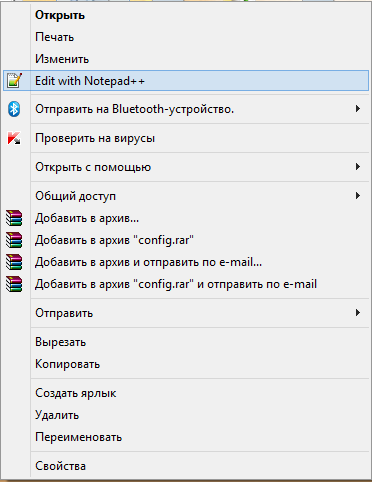 Открыть
Печать
Изменить
Edit with Notepad++
Отправить на Bluetooth-устройство.
Проверить на вирусы
Открыть с помощью
Общий доступ
Добавить в архив...
Добавить в архив "config.rar"
Добавить в архив и отправить по e-mail...
Добавить в архив "config.rar" и отправить по e-mail
Отправить
Вырезать
Копировать
Создать ярлык
Удалить
Переименовать
Свойства